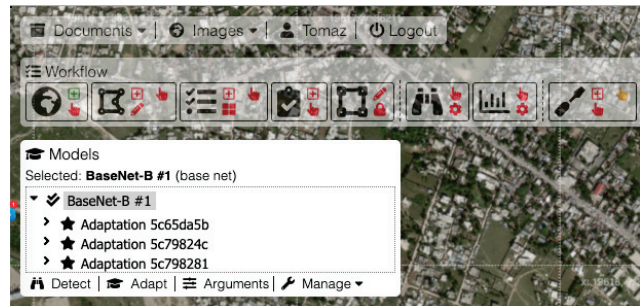 Documents Images Tomaz Logout
Workflow
Models
Selected: BaseNet-B #1 (base net)
BaseNet-B #1
Adaptation 5c65da5b
Adaptation 5c79824c
Adaptation 5c798281
Detect Adapt Arguments Manage